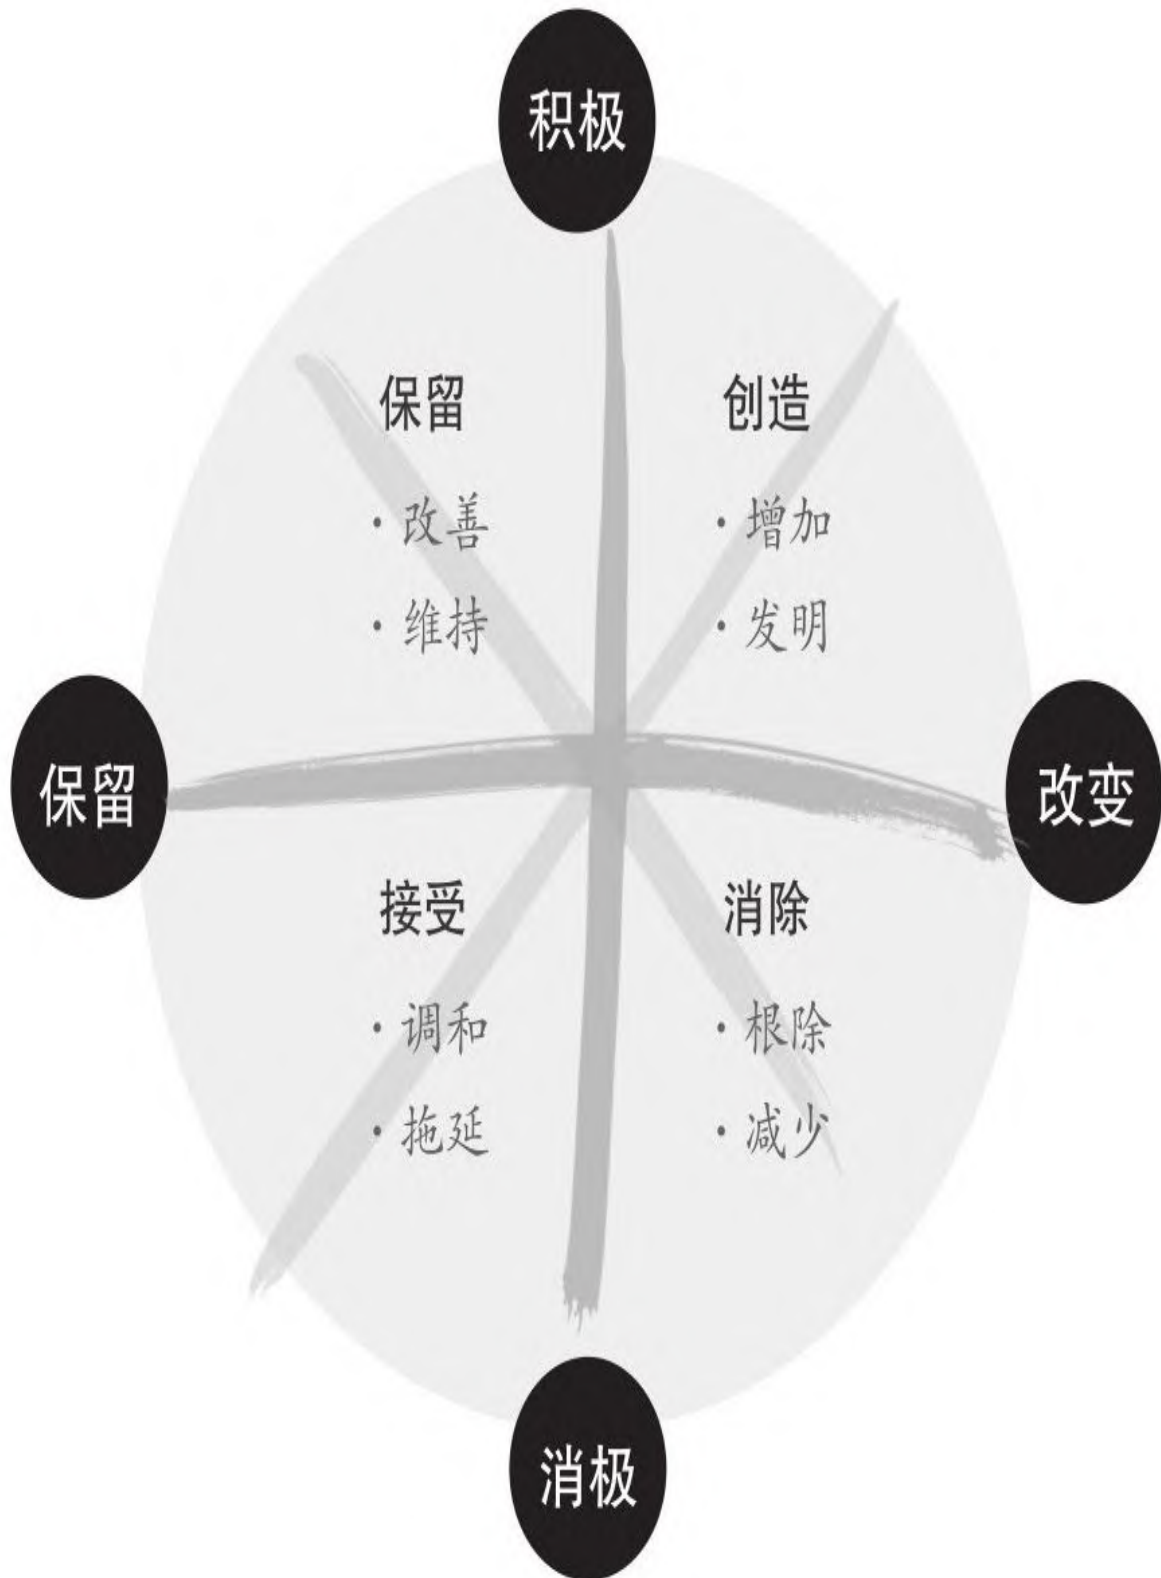 积极
保留 创造
·改善 ·增加
·维持 ·发明
保留 改变
接受 消除
·调和 ·根除
·拖延 ·减少
消极